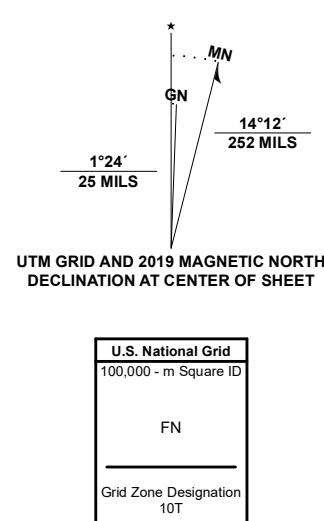 ★
MN
GN
14°12´
252 MILS
1°24´
25 MILS
UTM GRID AND 2019 MAGNETIC NORTH
DECLINATION AT CENTER OF SHEET
U.S. National Grid
100,000 - m Square ID
FN
Grid Zone Designation
10T